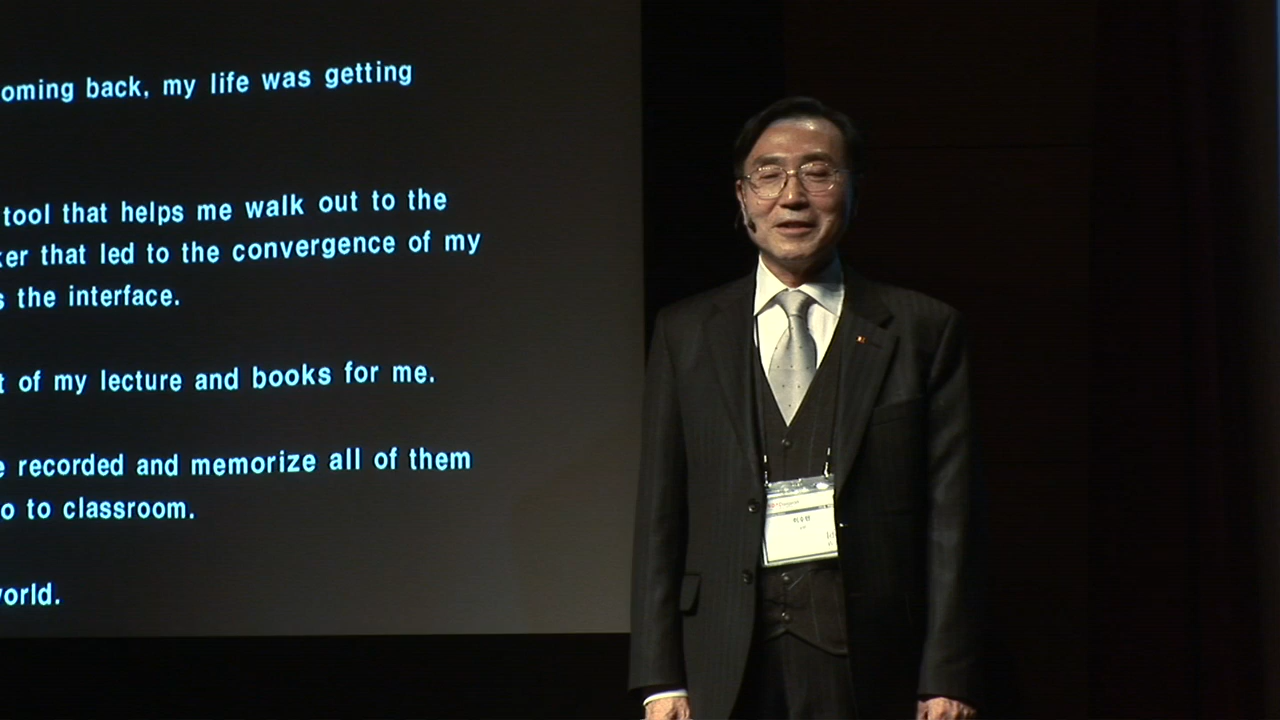 oming back, my life was getting
tool that helps me walk out to the
ker that led to the convergence of my
s the interface.
t of my lecture and books for me.
e recorded and memorize all of them
o to classroom.
world.